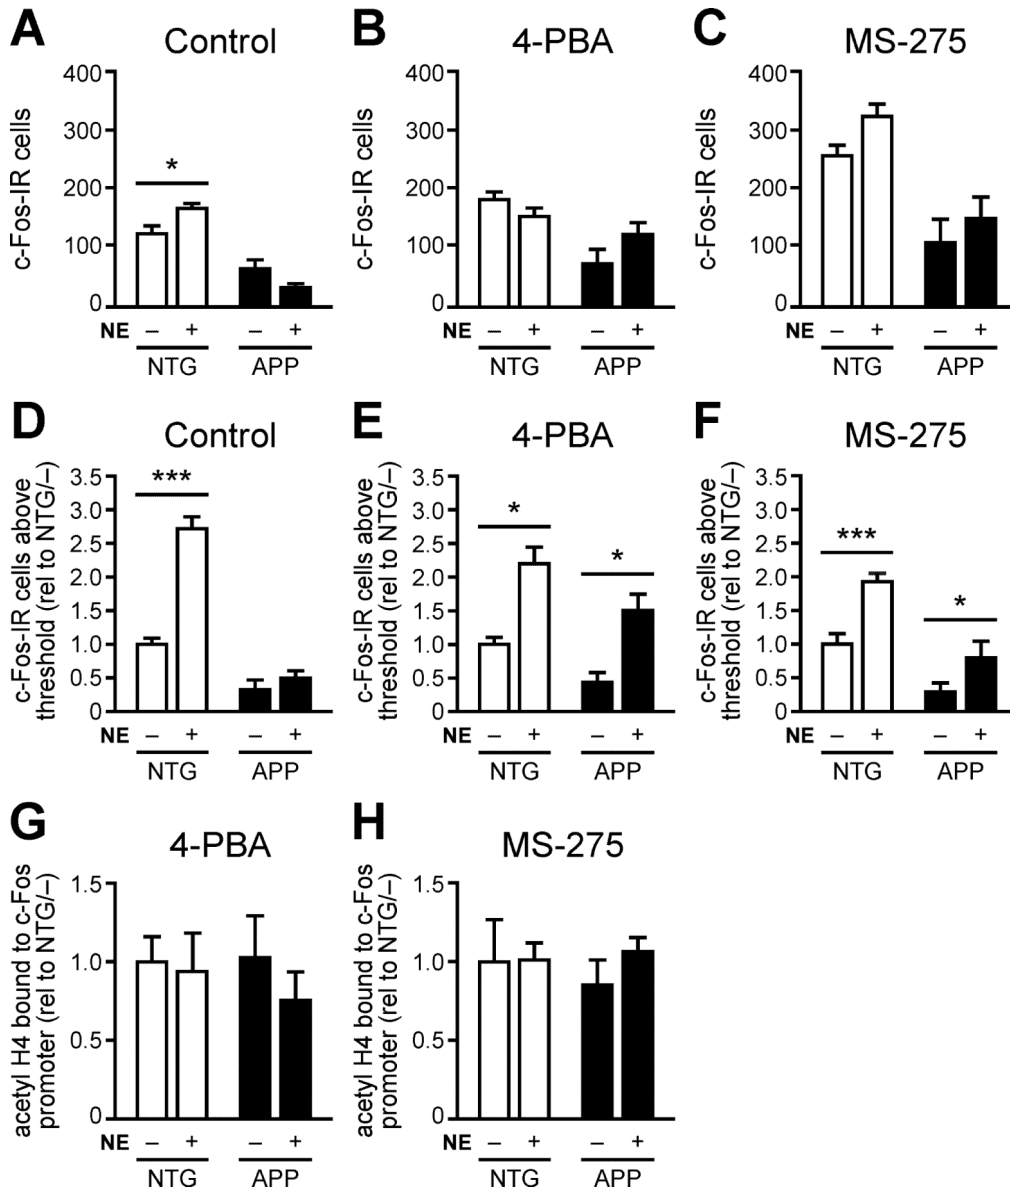 A
Control
c-Fos-IR cells
400
300
200
100
0
*
NE – + – +
NTG APP
B
4-PBA
c-Fos-IR cells
400
300
200
100
0
NE – + – +
NTG APP
C
MS-275
c-Fos-IR cells
400
300
200
100
0
NE – + – +
NTG APP
D
Control
c-Fos-IR cells above
threshold (rel to NTG/–)
3.5
3.0
2.5
2.0
1.5
1.0
0.5
0
***
NE – + – +
NTG APP
E
4-PBA
c-Fos-IR cells above
threshold (rel to NTG/–)
3.5
3.0
2.5
2.0
1.5
1.0
0.5
0
*
*
NE – + – +
NTG APP
F
MS-275
c-Fos-IR cells above
threshold (rel to NTG/–)
3.5
3.0
2.5
2.0
1.5
1.0
0.5
0
***
*
NE – + – +
NTG APP
G
4-PBA
acetyl H4 bound to c-Fos
promoter (rel to NTG/–)
1.5
1.0
0.5
0
NE – + – +
NTG APP
H
MS-275
acetyl H4 bound to c-Fos
promoter (rel to NTG/–)
1.5
1.0
0.5
0
NE – + – +
NTG APP